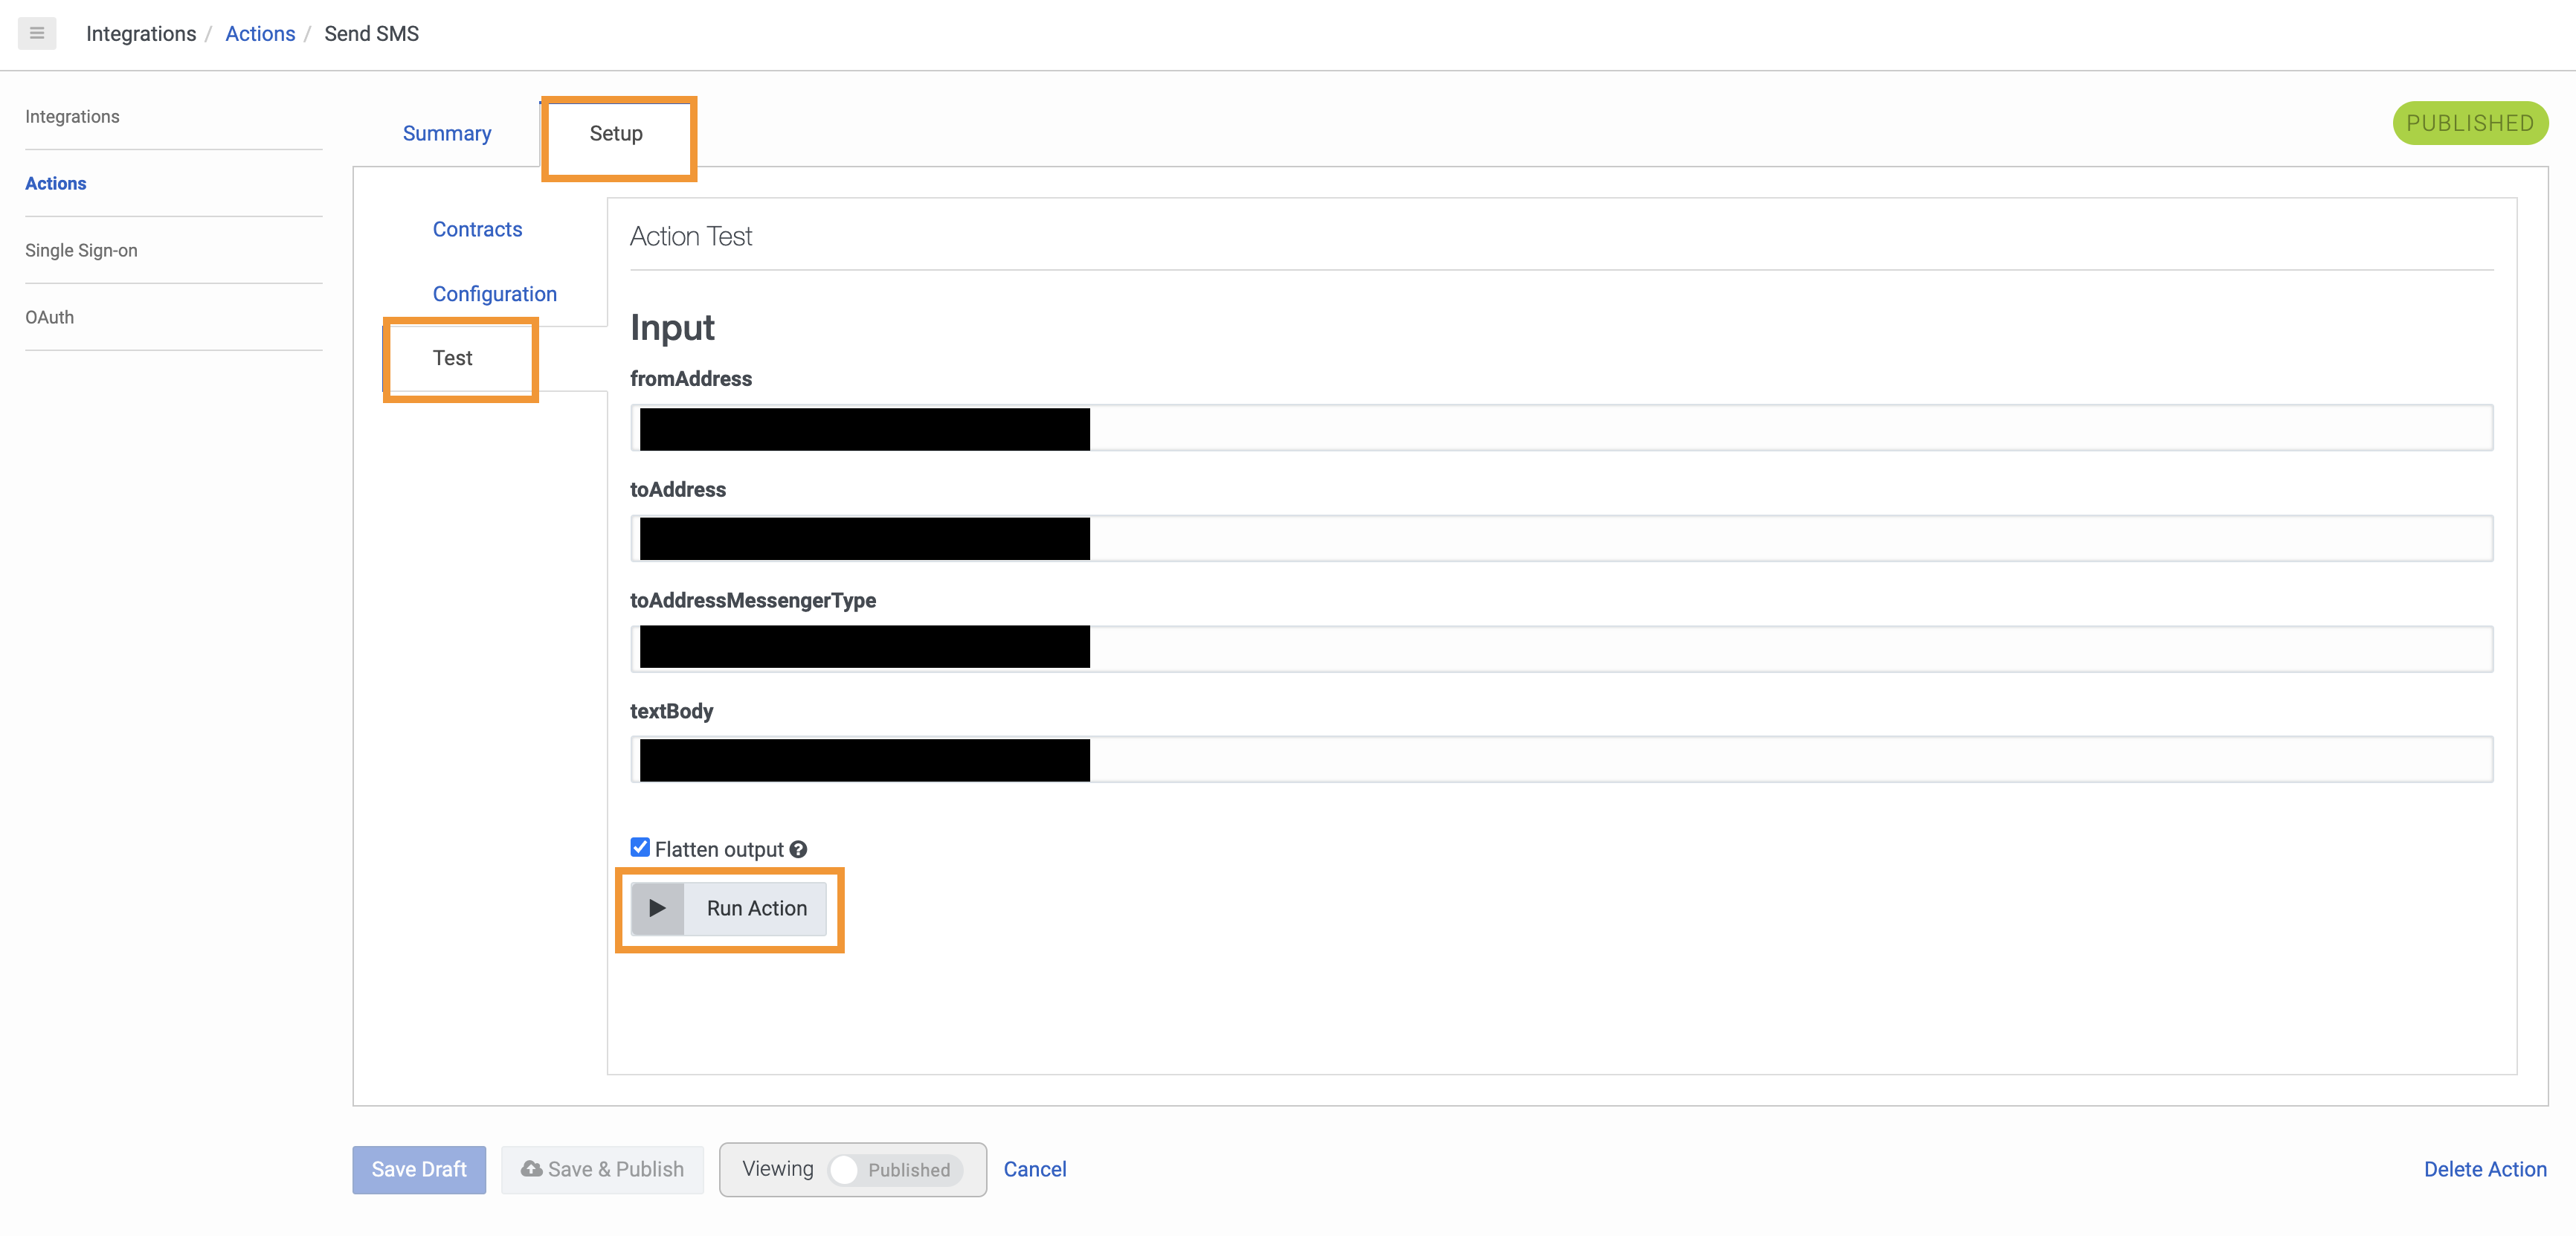 Integrations / Actions / Send SMS
Integrations
Actions
Single Sign-on
OAuth
Summary
Setup
PUBLISHED
Contracts
Configuration
Test
Action Test
Input
fromAddress
toAddress
toAddressMessengerType
textBody
Flatten output
Run Action
Save Draft
Save & Publish
Viewing
Published
Cancel
Delete Action